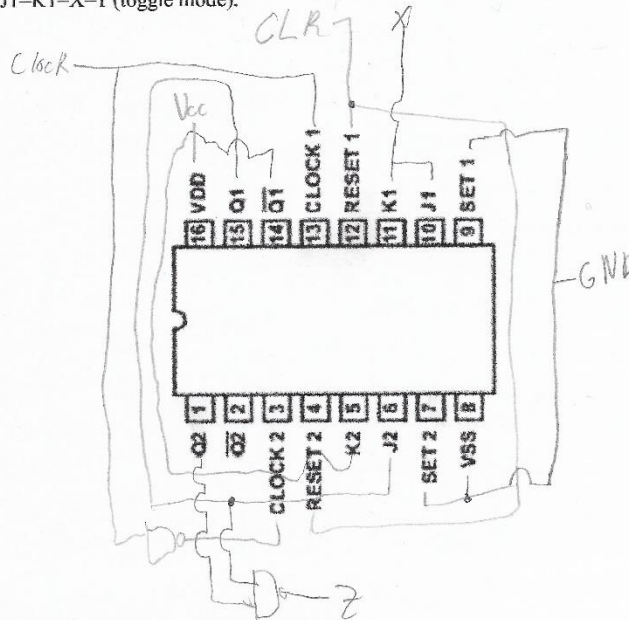 J1=K1=X=1 (toggle mode).
CLR X
Clock
Vcc
VDD Q1 Q1 CLOCK 1 RESET 1 K1 J1 SET 1
16 15 14 13 12 11 10 9
GND
1 2 3 4 5 6 7 8
Q2 Q2 CLOCK 2 RESET 2 K2 J2 SET 2 VSS
Z